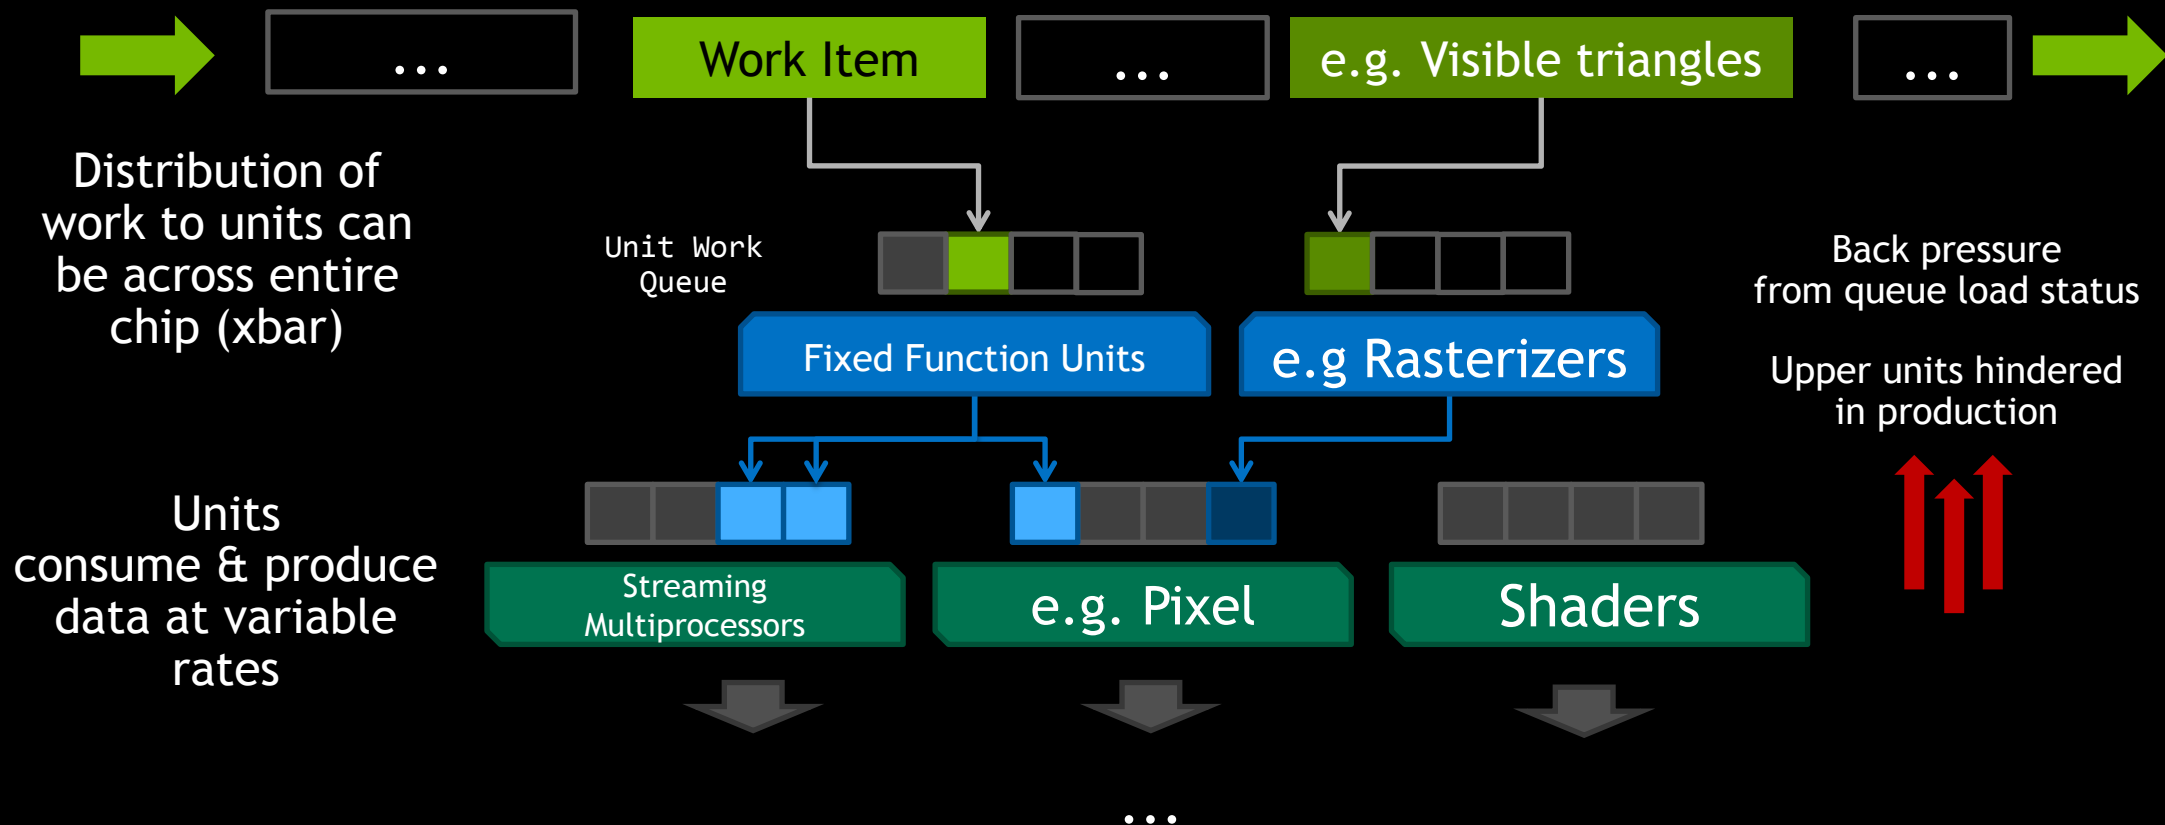 ...
Work Item
...
e.g. Visible triangles
...
Distribution of
work to units can
be across entire
chip (xbar)
Unit Work
Queue
Back pressure
from queue load status
Fixed Function Units
e.g Rasterizers
Upper units hindered
in production
Units
consume & produce
data at variable
rates
Streaming
Multiprocessors
e.g. Pixel
Shaders
...